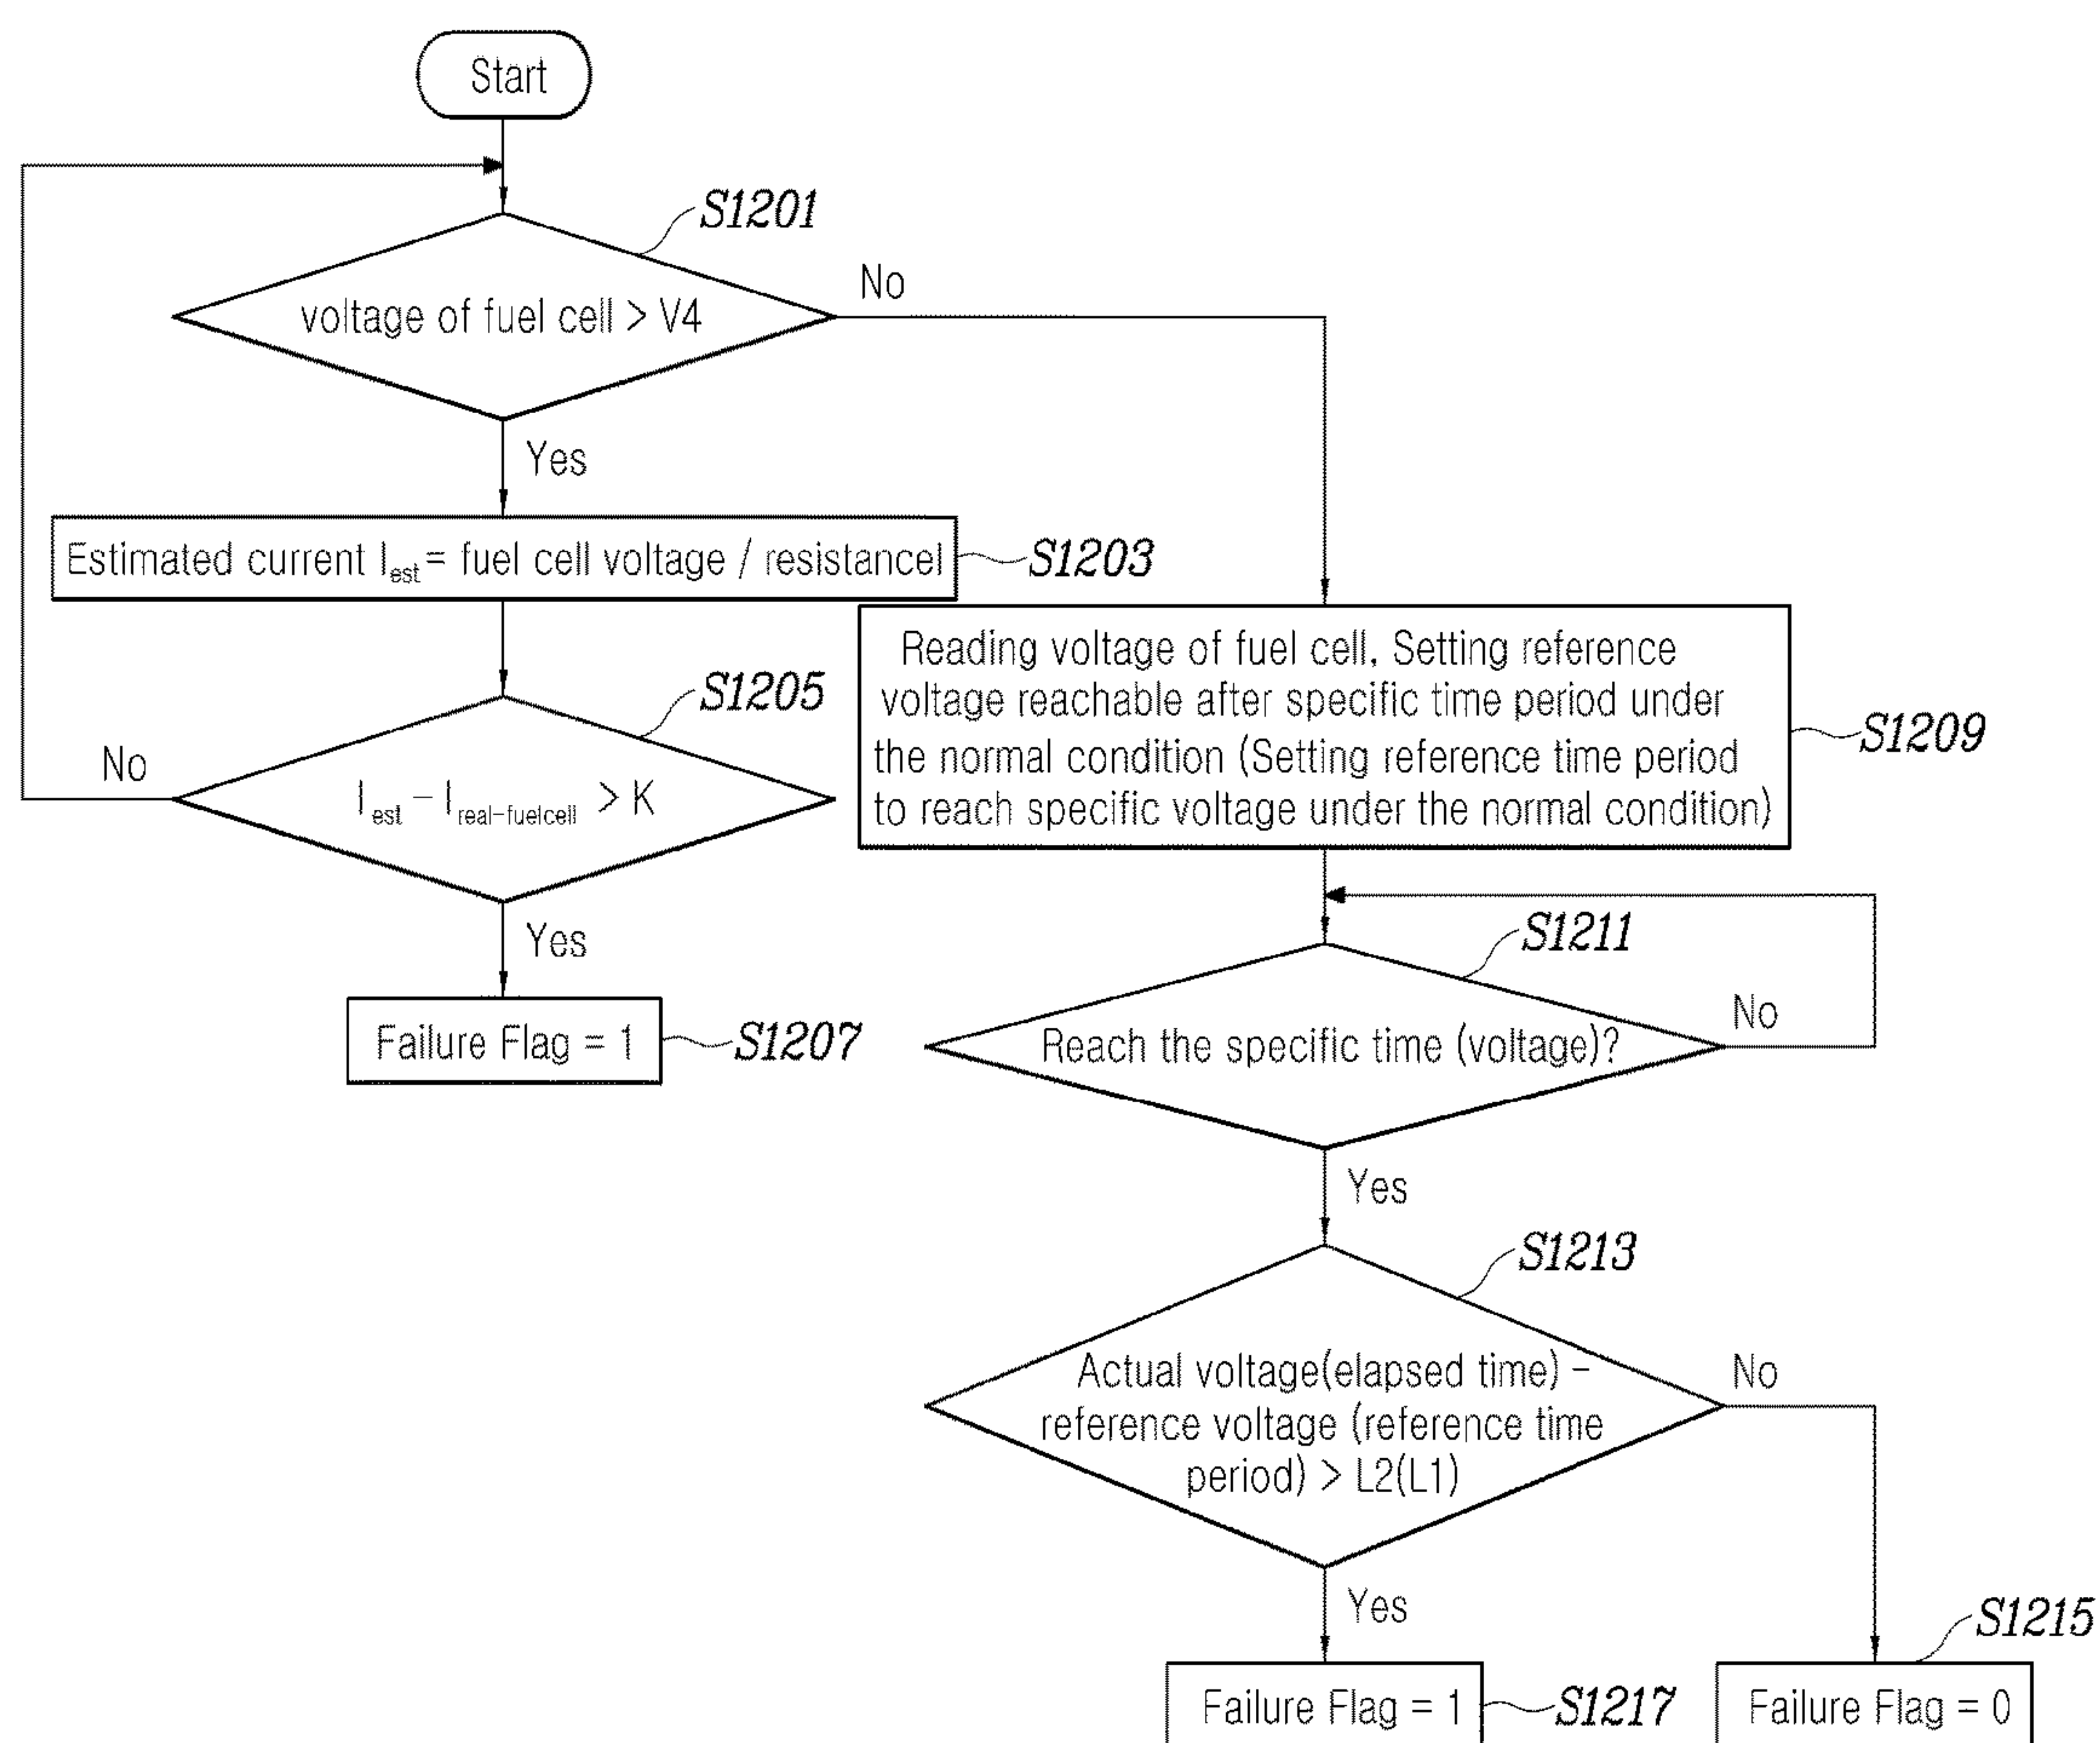 Start
S1201
voltage of fuel cell > V4
No
Yes
Estimated current Iest = fuel cell voltage / resistancel
S1203
S1205
No
Iest – Ireal-fuelcell > K
Yes
Failure Flag = 1
S1207
Reading voltage of fuel cell, Setting reference
voltage reachable after specific time period under
the normal condition (Setting reference time period
to reach specific voltage under the normal condition)
S1209
S1211
Reach the specific time (voltage)?
No
Yes
S1213
Actual voltage(elapsed time) –
reference voltage (reference time
period) > L2(L1)
No
Yes
Failure Flag = 1
S1217
S1215
Failure Flag = 0